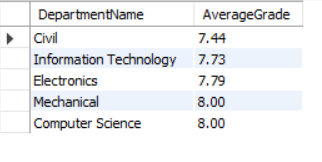 DepartmentName AverageGrade
Civil 7.44
Information Technology 7.73
Electronics 7.79
Mechanical 8.00
Computer Science 8.00